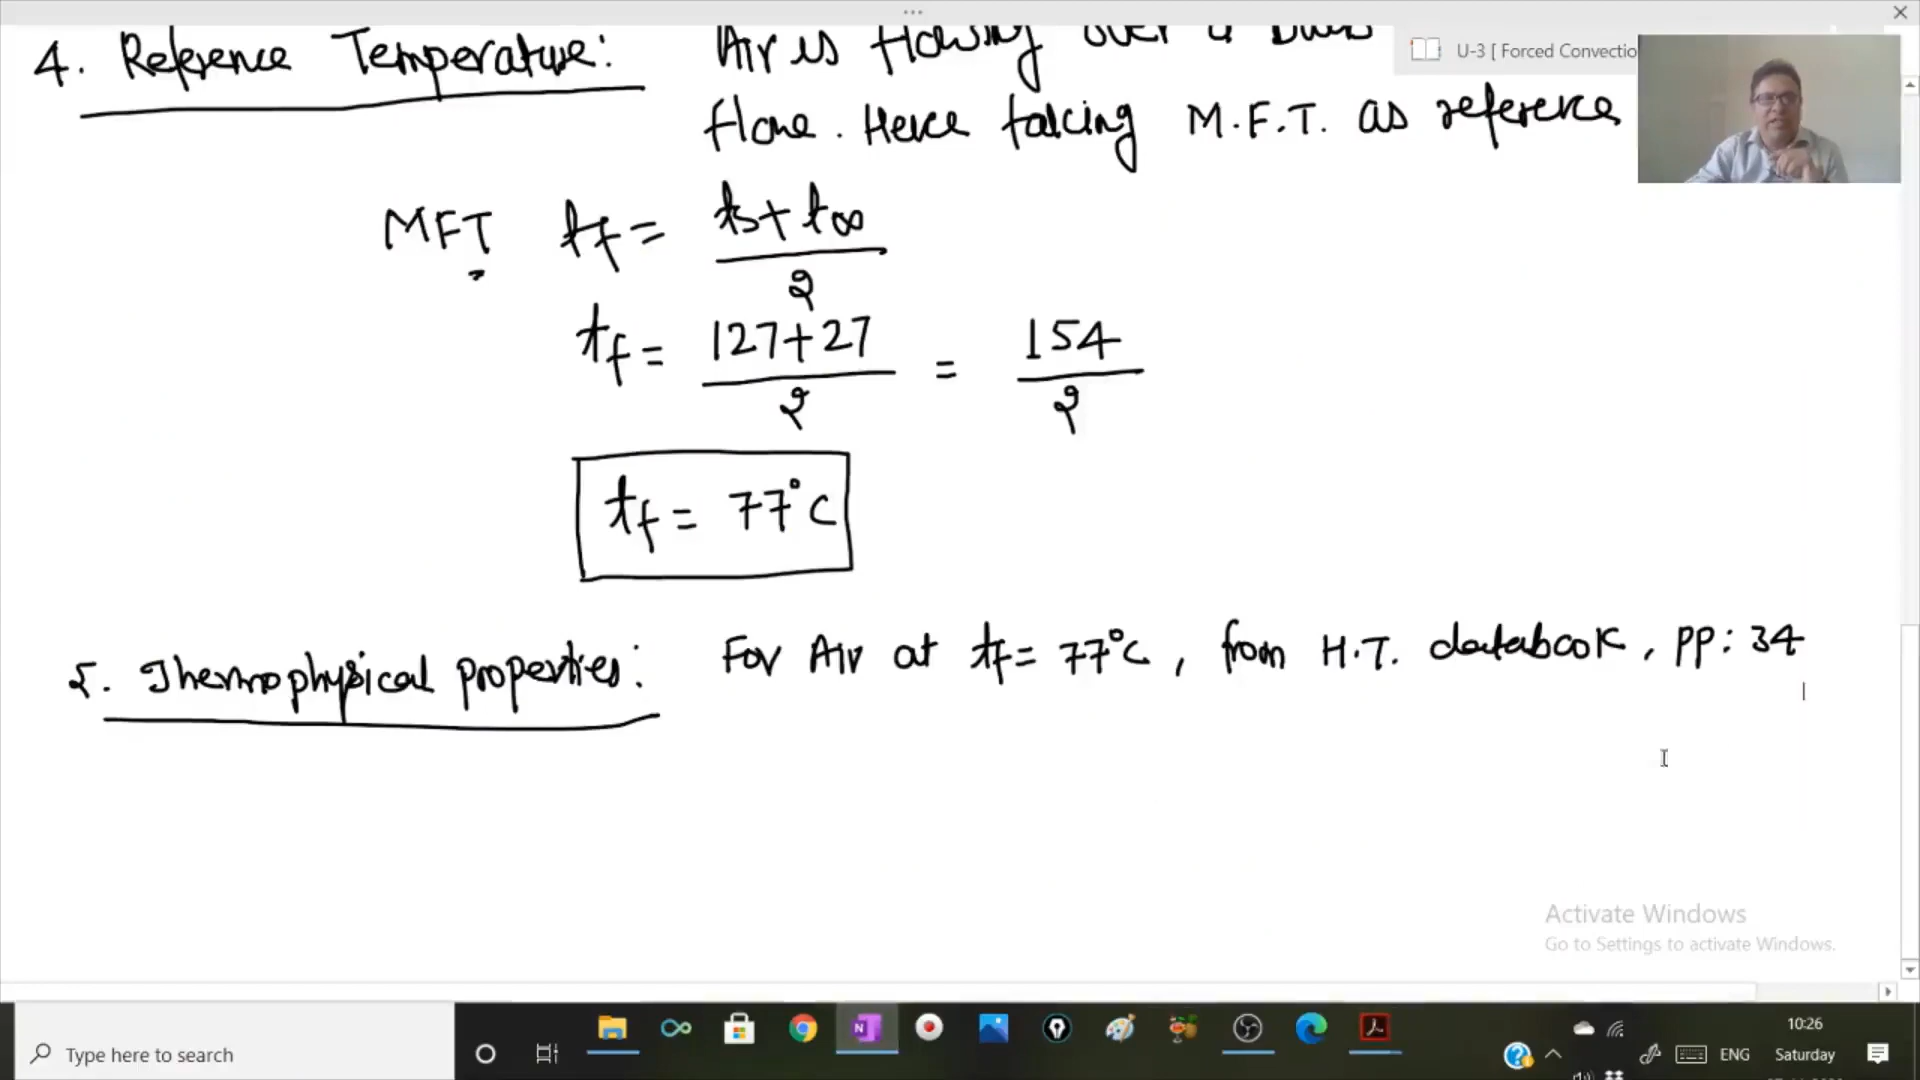 4. Reference Temperature: Air is flowing over a
U-3 [ Forced Convectio
flow. Hence taking M.F.T. as reference
MFT tf = ts + t∞
2
tf = 127+27 = 154
2 2
tf = 77°C
5. Thermophysical properties: For Air at tf = 77°C, from H.T. databook, pp: 34
Activate Windows
Go to Settings to activate Windows.
Type here to search
10:26
ENG Saturday